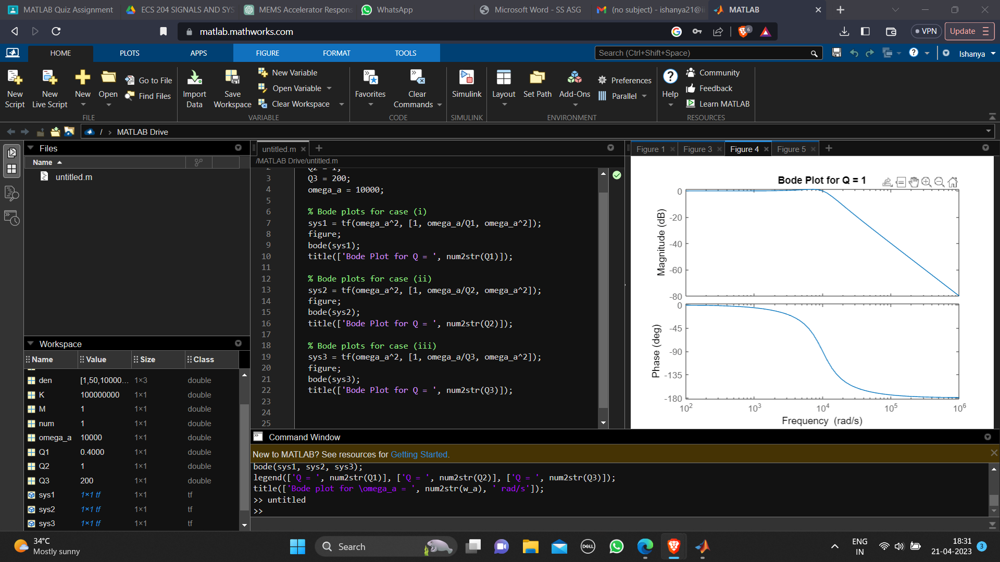 MATLAB Quiz Assignment
ECS 204 SIGNALS AND SYS
MEMS Accelerator Respons
WhatsApp
Microsoft Word - SS ASG
(no subject) - ishanya21@ii
MATLAB
matlab.mathworks.com
6
VPN
Update
HOME
PLOTS
APPS
FIGURE
FORMAT
TOOLS
Search (Ctrl+Shift+Space)
Ishanya
New Script
New Live Script
New
Open
Go to File
Find Files
FILE
Import Data
Save Workspace
New Variable
Open Variable
Clear Workspace
VARIABLE
Favorites
Clear Commands
CODE
Simulink
SIMULINK
Layout
Set Path
Add-Ons
Preferences
Parallel
ENVIRONMENT
Help
Community
Feedback
Learn MATLAB
RESOURCES
/ › MATLAB Drive
Files
Name
untitled.m
Workspace
Name Value Size Class
den [1,50,10000... 1×3 double
K 100000000 1×1 double
M 1 1×1 double
num 1 1×1 double
omega_a 10000 1×1 double
Q1 0.4000 1×1 double
Q2 1 1×1 double
Q3 200 1×1 double
sys1 1×1 tf 1×1 tf
sys2 1×1 tf 1×1 tf
sys3 1×1 tf 1×1 tf
untitled.m
/MATLAB Drive/untitled.m
2 Q2 = 1;
3 Q3 = 200;
4 omega_a = 10000;
5
6 % Bode plots for case (i)
7 sys1 = tf(omega_a^2, [1, omega_a/Q1, omega_a^2]);
8 figure;
9 bode(sys1);
10 title(['Bode Plot for Q = ', num2str(Q1)]);
11
12 % Bode plots for case (ii)
13 sys2 = tf(omega_a^2, [1, omega_a/Q2, omega_a^2]);
14 figure;
15 bode(sys2);
16 title(['Bode Plot for Q = ', num2str(Q2)]);
17
18 % Bode plots for case (iii)
19 sys3 = tf(omega_a^2, [1, omega_a/Q3, omega_a^2]);
20 figure;
21 bode(sys3);
22 title(['Bode Plot for Q = ', num2str(Q3)]);
23
24
25
Figure 1
Figure 3
Figure 4
Figure 5
Bode Plot for Q = 1
Magnitude (dB)
0
-20
-40
-60
-80
Phase (deg)
0
-45
-90
-135
-180
10² 10³ 10⁴ 10⁵ 10⁶
Frequency (rad/s)
Command Window
New to MATLAB? See resources for Getting Started.
bode(sys1, sys2, sys3);
legend(['Q = ', num2str(Q1)], ['Q = ', num2str(Q2)], ['Q = ', num2str(Q3)]);
title(['Bode plot for \omega_a = ', num2str(w_a), ' rad/s']);
>> untitled
>>
34°C
Mostly sunny
Search
DELL
ENG
IN
18:31
21-04-2023
3